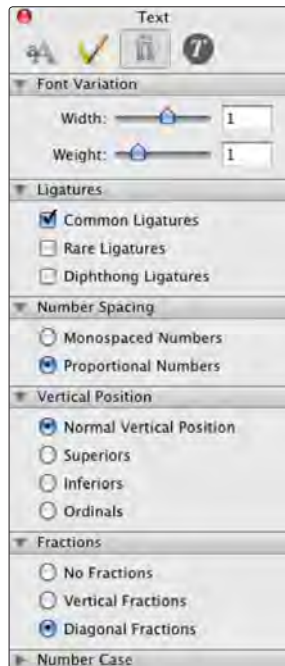 Text
aA T
Font Variation
Width: 1
Weight: 1
Ligatures
Common Ligatures
Rare Ligatures
Diphthong Ligatures
Number Spacing
Monospaced Numbers
Proportional Numbers
Vertical Position
Normal Vertical Position
Superiors
Inferiors
Ordinals
Fractions
No Fractions
Vertical Fractions
Diagonal Fractions
Number Case